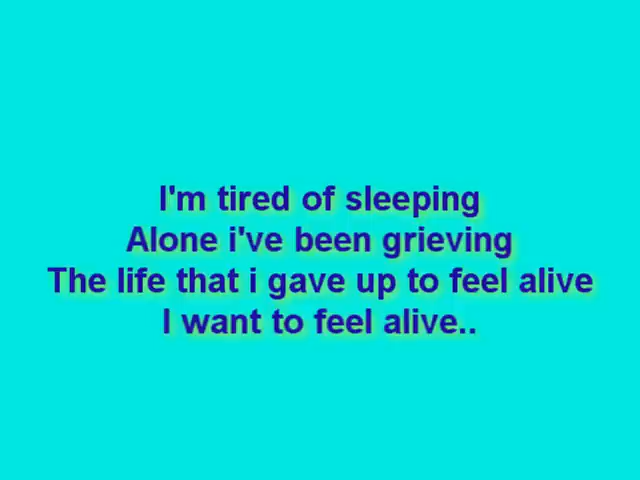 I'm tired of sleeping
Alone i've been grieving
The life that i gave up to feel alive
I want to feel alive..